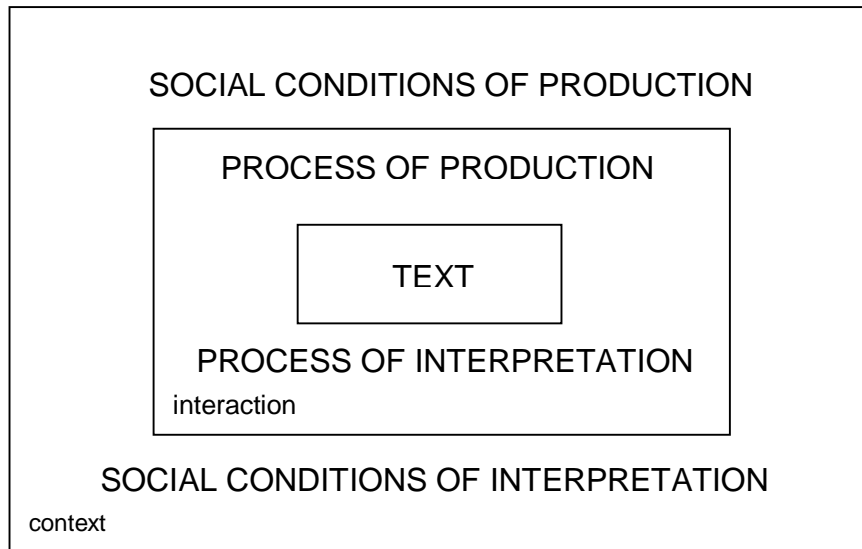 SOCIAL CONDITIONS OF PRODUCTION
PROCESS OF PRODUCTION
TEXT
PROCESS OF INTERPRETATION
interaction
SOCIAL CONDITIONS OF INTERPRETATION
context